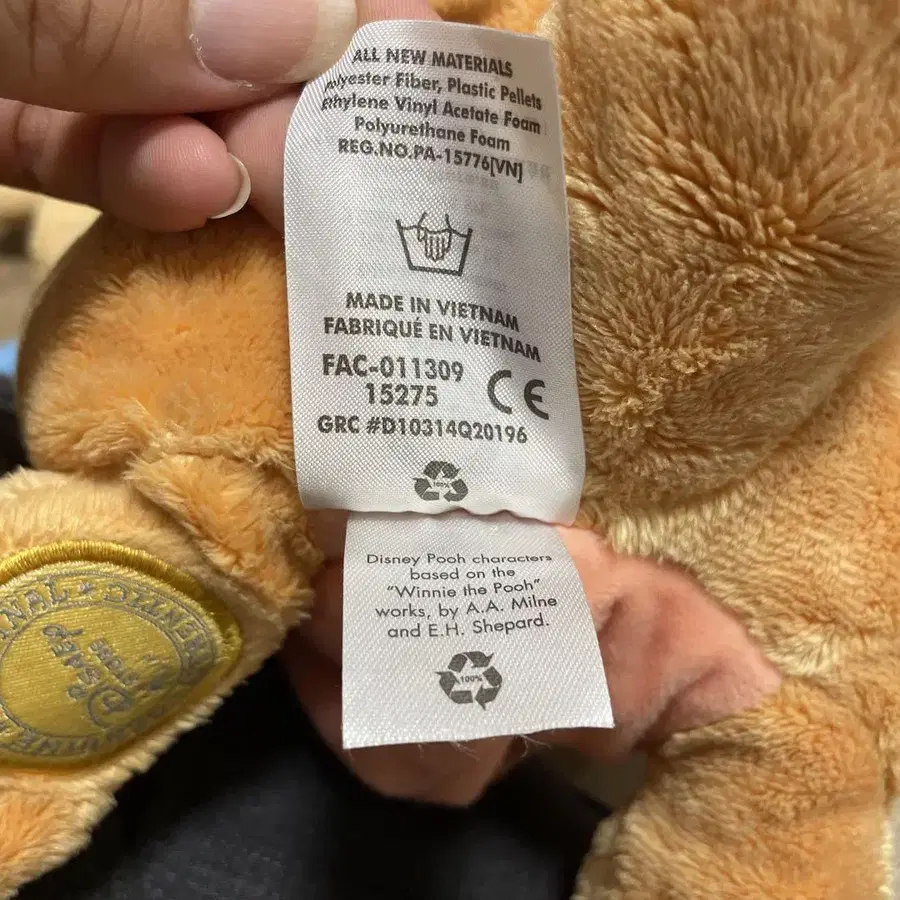 ALL NEW MATERIALS
Polyester Fiber, Plastic Pellets
Ethylene Vinyl Acetate Foam
Polyurethane Foam
REG.NO.PA-15776[VN]
MADE IN VIETNAM
FABRIQUÉ EN VIETNAM
FAC-011309
15275
CE
GRC #D10314Q20196
100%
Disney Pooh characters
based on the
"Winnie the Pooh"
works, by A.A. Milne
and E.H. Shepard.
100%